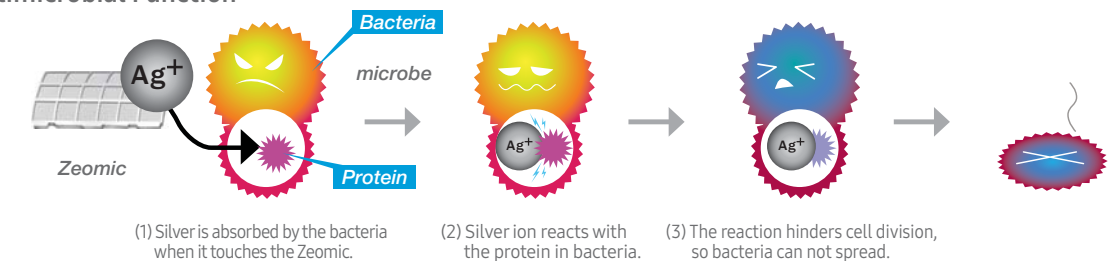 Bacteria
Ag+
microbe
Ag+
Ag+
Zeomic
Protein
(1) Silver is absorbed by the bacteria
when it touches the Zeomic.
(2) Silver ion reacts with
the protein in bacteria.
(3) The reaction hinders cell division,
so bacteria can not spread.